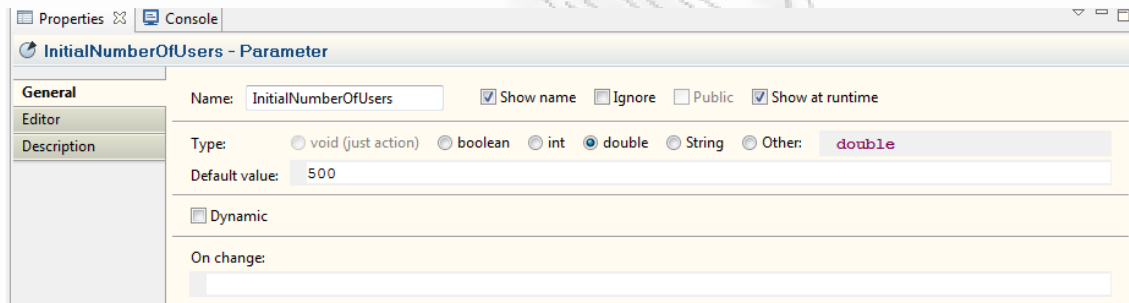 Properties Console
InitialNumberOfUsers - Parameter
General
Editor
Description
Name: InitialNumberOfUsers Show name Ignore Public Show at runtime
Type: void (just action) boolean int double String Other: double
Default value: 500
Dynamic
On change: